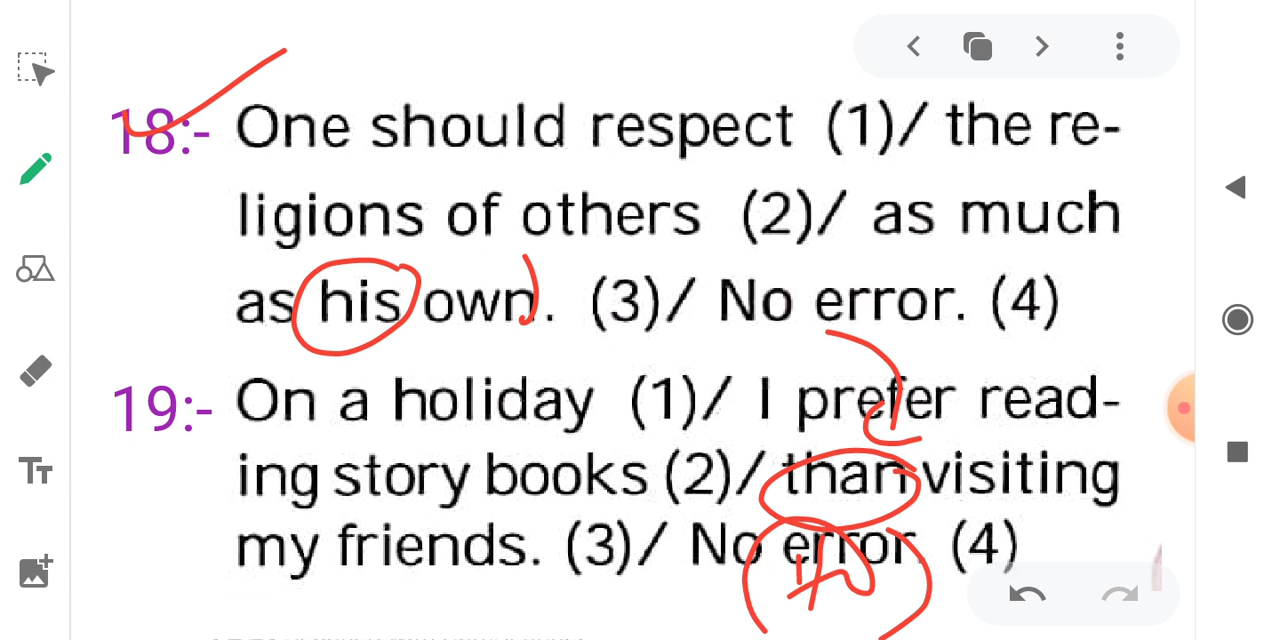 18:- One should respect (1)/ the re-
ligions of others (2)/ as much
as his own. (3)/ No error. (4)
19:- On a holiday (1)/ I prefer read-
ing story books (2)/ than visiting
my friends. (3)/ No error. (4)
to
Tт